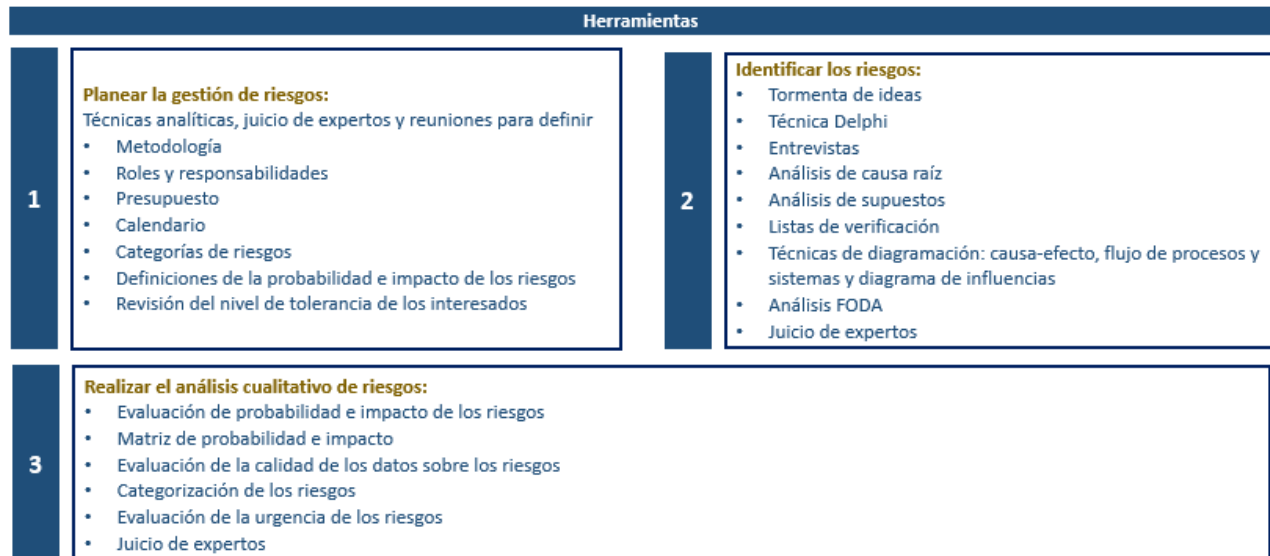 Herramientas
1
Planear la gestión de riesgos:
Técnicas analíticas, juicio de expertos y reuniones para definir
• Metodología
• Roles y responsabilidades
• Presupuesto
• Calendario
• Categorías de riesgos
• Definiciones de la probabilidad e impacto de los riesgos
• Revisión del nivel de tolerancia de los interesados
2
Identificar los riesgos:
• Tormenta de ideas
• Técnica Delphi
• Entrevistas
• Análisis de causa raíz
• Análisis de supuestos
• Listas de verificación
• Técnicas de diagramación: causa-efecto, flujo de procesos y
sistemas y diagrama de influencias
• Análisis FODA
• Juicio de expertos
3
Realizar el análisis cualitativo de riesgos:
• Evaluación de probabilidad e impacto de los riesgos
• Matriz de probabilidad e impacto
• Evaluación de la calidad de los datos sobre los riesgos
• Categorización de los riesgos
• Evaluación de la urgencia de los riesgos
• Juicio de expertos